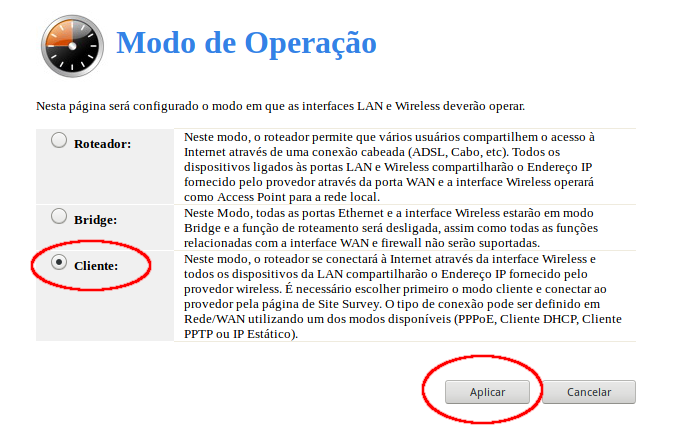 Modo de Operação
Nesta página será configurado o modo em que as interfaces LAN e Wireless deverão operar.
Roteador:
Neste modo, o roteador permite que vários usuários compartilhem o acesso à
Internet através de uma conexão cabeada (ADSL, Cabo, etc). Todos os
dispositivos ligados às portas LAN e Wireless compartilharão o Endereço IP
fornecido pelo provedor através da porta WAN e a interface Wireless operará
como Access Point para a rede local.
Bridge:
Neste Modo, todas as portas Ethernet e a interface Wireless estarão em modo
Bridge e a função de roteamento será desligada, assim como todas as funções
relacionadas com a interface WAN e firewall não serão suportadas.
Cliente:
Neste modo, o roteador se conectará à Internet através da interface Wireless e
todos os dispositivos da LAN compartilharão o Endereço IP fornecido pelo
provedor wireless. É necessário escolher primeiro o modo cliente e conectar ao
provedor pela página de Site Survey. O tipo de conexão pode ser definido em
Rede/WAN utilizando um dos modos disponíveis (PPPoE, Cliente DHCP, Cliente
PPTP ou IP Estático).
Aplicar
Cancelar